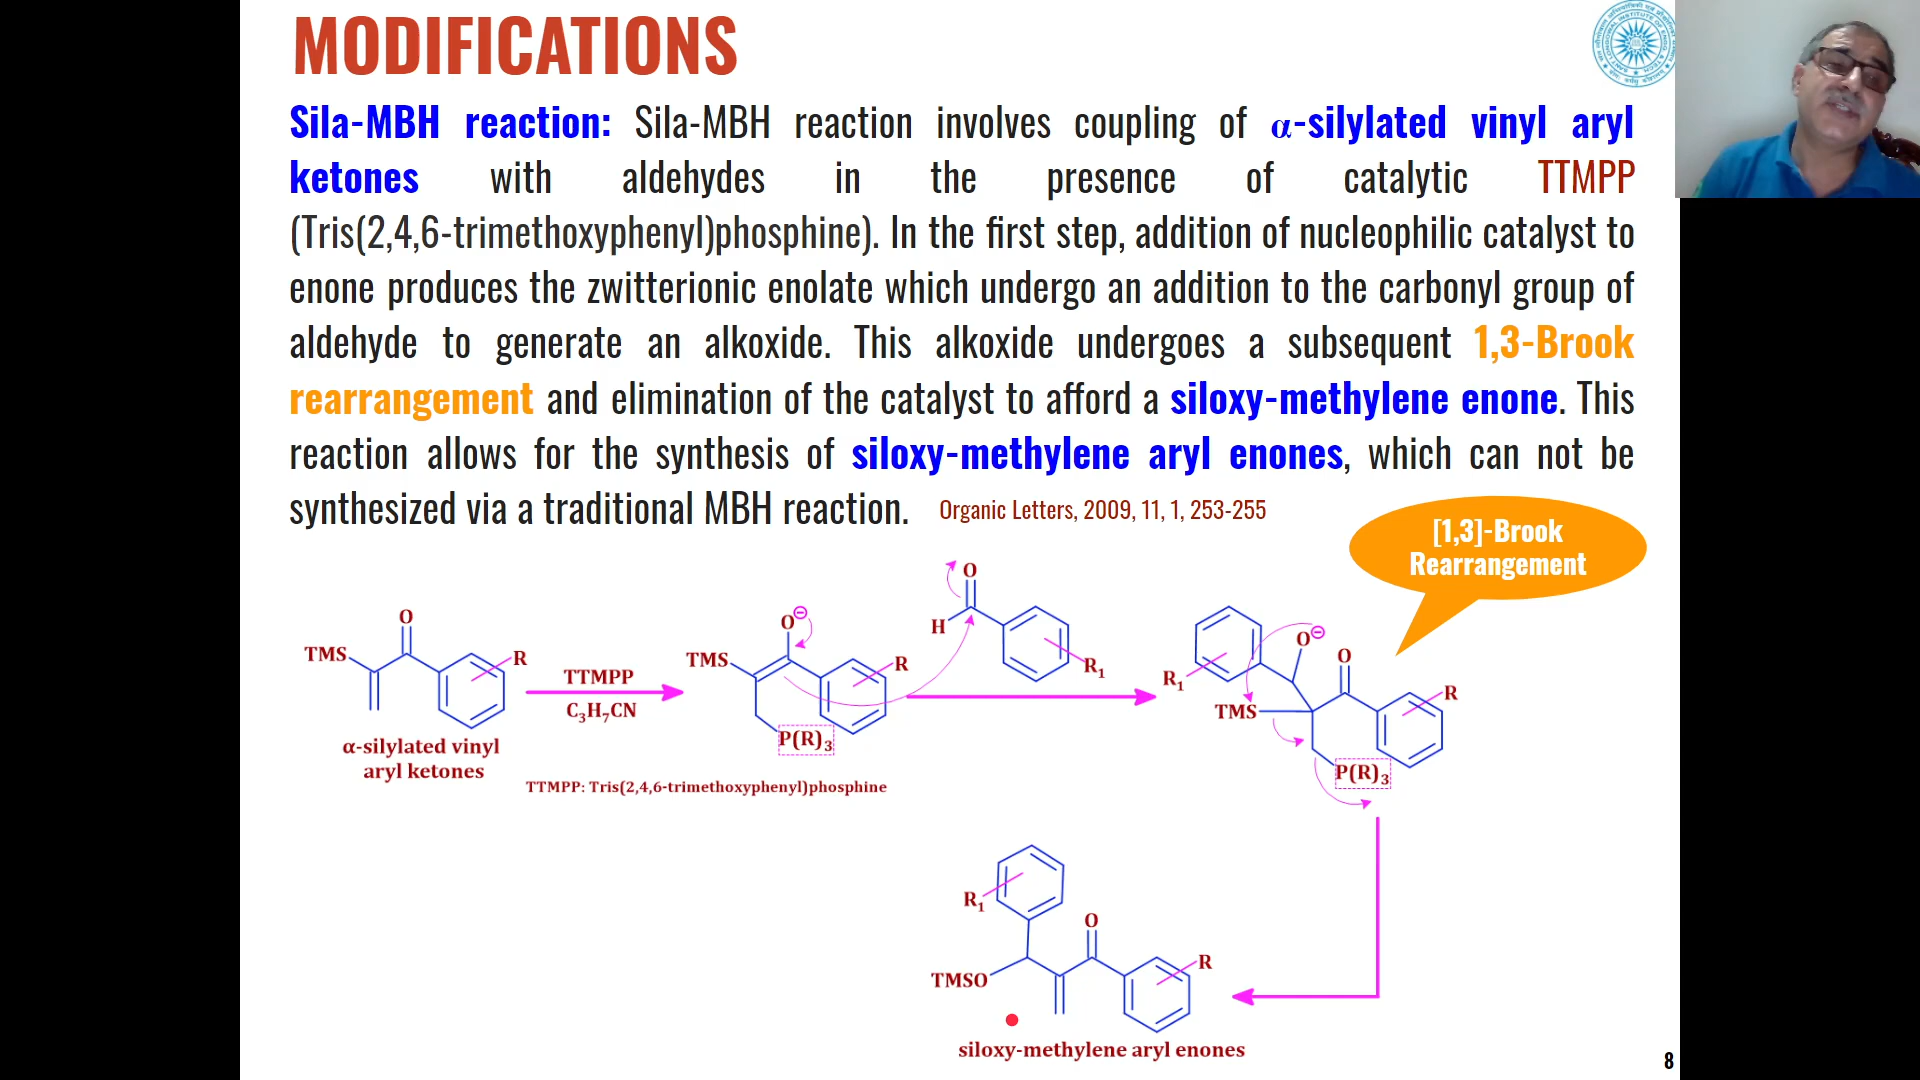 MODIFICATIONS
Sila-MBH reaction: Sila-MBH reaction involves coupling of α-silylated vinyl aryl
ketones with aldehydes in the presence of catalytic TTMPP
(Tris(2,4,6-trimethoxyphenyl)phosphine). In the first step, addition of nucleophilic catalyst to
enone produces the zwitterionic enolate which undergo an addition to the carbonyl group of
aldehyde to generate an alkoxide. This alkoxide undergoes a subsequent 1,3-Brook
rearrangement and elimination of the catalyst to afford a siloxy-methylene enone. This
reaction allows for the synthesis of siloxy-methylene aryl enones, which can not be
synthesized via a traditional MBH reaction. Organic Letters, 2009, 11, 1, 253-255
[1,3]-Brook
Rearrangement
O
TMS
R
α-silylated vinyl
aryl ketones
TTMPP
C3H7CN
O⊖
TMS
R
P(R)3
TTMPP: Tris(2,4,6-trimethoxyphenyl)phosphine
O
H
R1
O⊖
O
R1
R
TMS
P(R)3
R1
O
R
TMSO
siloxy-methylene aryl enones
8